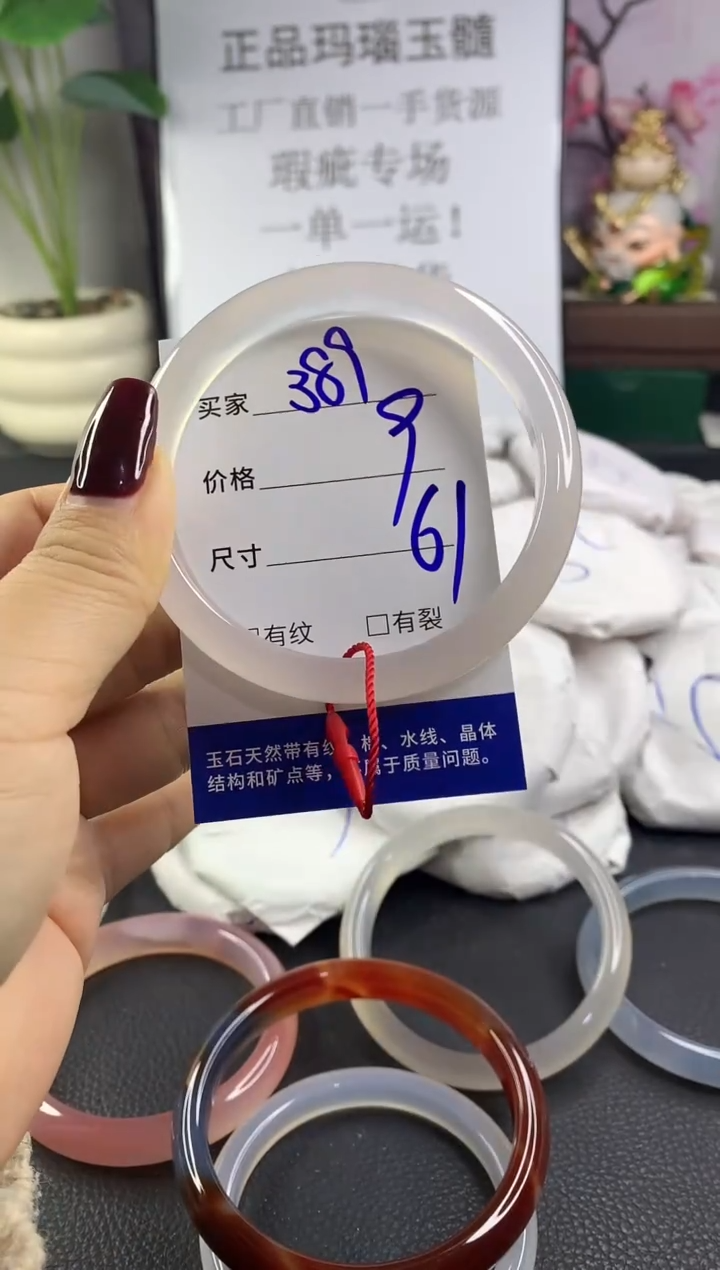 正品玛瑙玉髓
工厂直销一手货源
瑕疵专场
一单一运!
买家 389
价格 9
尺寸 61
有纹 □有裂
玉石天然带有纹、棉、水线、晶体
结构和矿点等，属于质量问题。